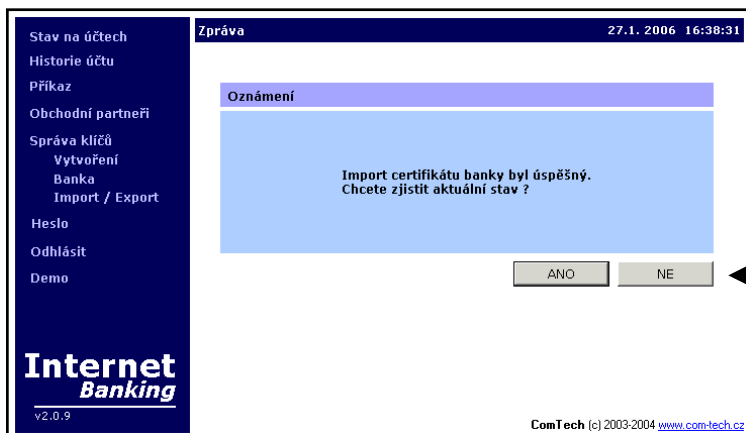 Stav na účtech
Historie účtu
Příkaz
Obchodní partneři
Správa klíčů
Vytvoření
Banka
Import / Export
Heslo
Odhlásit
Demo
Internet
Banking
v2.0.9
Zpráva 27.1. 2006 16:38:31
Oznámení
Import certifikátu banky byl úspěšný.
Chcete zjistit aktuální stav ?
ANO NE
ComTech (c) 2003-2004 www.com-tech.cz